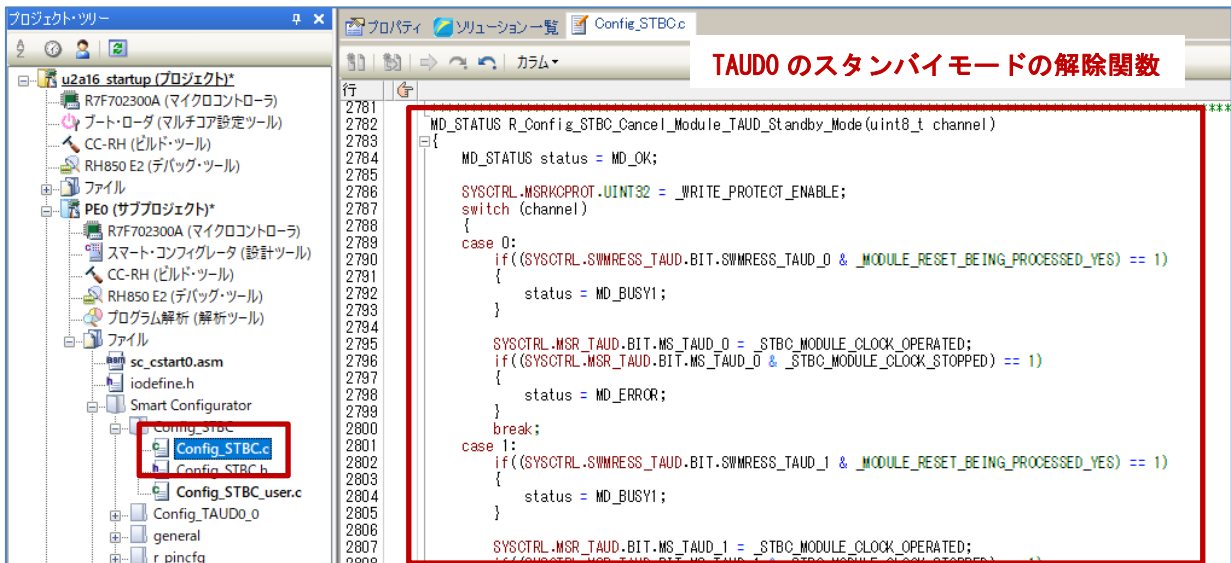 プロジェクト・ツリー
u2a16_startup (プロジェクト)*
R7F702300A (マイクロコントローラ)
ブート・ローダ (マルチコア設定ツール)
CC-RH (ビルド・ツール)
RH850 E2 (デバッグ・ツール)
ファイル
PE0 (サブプロジェクト)*
R7F702300A (マイクロコントローラ)
スマート・コンフィグレータ (設計ツール)
CC-RH (ビルド・ツール)
RH850 E2 (デバッグ・ツール)
プログラム解析 (解析ツール)
ファイル
sc_cstart0.asm
iodefine.h
Smart Configurator
Config_STBC
Config_STBC.c
Config_STBC.h
Config_STBC_user.c
Config_TAUD0_0
general
r_pincfg
プロパティ ソリューション一覧 Config_STBC.c
カラム
TAUD0 のスタンバイモードの解除関数
行
2781
2782 MD_STATUS R_Config_STBC_Cancel_Module_TAUD_Standby_Mode(uint8_t channel)
2783 {
2784 MD_STATUS status = MD_OK;
2785
2786 SYSCTRL.MSRKCPROT.UINT32 = _WRITE_PROTECT_ENABLE;
2787 switch (channel)
2788 {
2789 case 0:
2790 if((SYSCTRL.SWMRESS_TAUD.BIT.SWMRESS_TAUD_0 & _MODULE_RESET_BEING_PROCESSED_YES) == 1)
2791 {
2792 status = MD_BUSY1;
2793 }
2794
2795 SYSCTRL.MSR_TAUD.BIT.MS_TAUD_0 = _STBC_MODULE_CLOCK_OPERATED;
2796 if((SYSCTRL.MSR_TAUD.BIT.MS_TAUD_0 & _STBC_MODULE_CLOCK_STOPPED) == 1)
2797 {
2798 status = MD_ERROR;
2799 }
2800 break;
2801 case 1:
2802 if((SYSCTRL.SWMRESS_TAUD.BIT.SWMRESS_TAUD_1 & _MODULE_RESET_BEING_PROCESSED_YES) == 1)
2803 {
2804 status = MD_BUSY1;
2805 }
2806
2807 SYSCTRL.MSR_TAUD.BIT.MS_TAUD_1 = _STBC_MODULE_CLOCK_OPERATED;